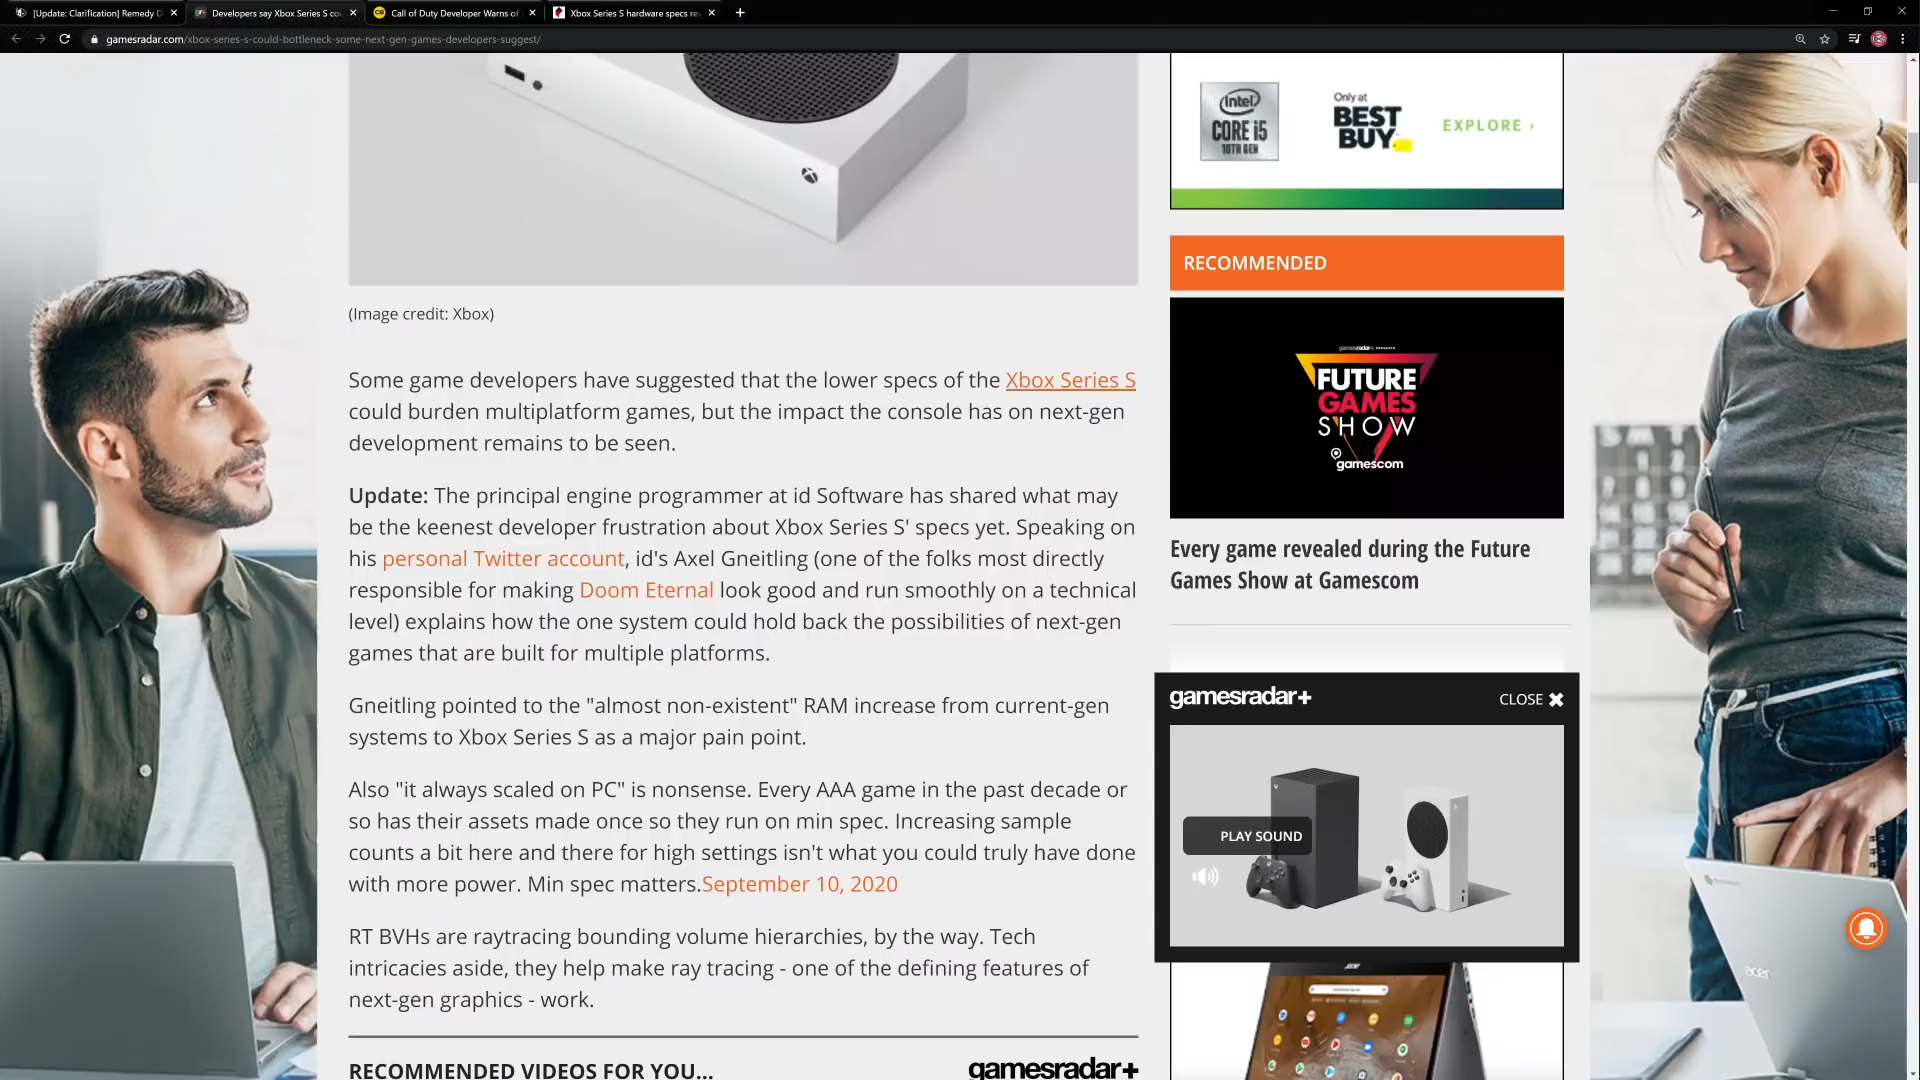 [Update: Clarification] Remedy D
Developers say Xbox Series S co
Call of Duty Developer Warns of
Xbox Series S hardware specs re
gamesradar.com/xbox-series-s-could-bottleneck-some-next-gen-games-developers-suggest/
(Image credit: Xbox)
Some game developers have suggested that the lower specs of the Xbox Series S
could burden multiplatform games, but the impact the console has on next-gen
development remains to be seen.
Update: The principal engine programmer at id Software has shared what may
be the keenest developer frustration about Xbox Series S' specs yet. Speaking on
his personal Twitter account, id's Axel Gneitling (one of the folks most directly
responsible for making Doom Eternal look good and run smoothly on a technical
level) explains how the one system could hold back the possibilities of next-gen
games that are built for multiple platforms.
Gneitling pointed to the "almost non-existent" RAM increase from current-gen
systems to Xbox Series S as a major pain point.
Also "it always scaled on PC" is nonsense. Every AAA game in the past decade or
so has their assets made once so they run on min spec. Increasing sample
counts a bit here and there for high settings isn't what you could truly have done
with more power. Min spec matters.September 10, 2020
RT BVHs are raytracing bounding volume hierarchies, by the way. Tech
intricacies aside, they help make ray tracing - one of the defining features of
next-gen graphics - work.
RECOMMENDED VIDEOS FOR YOU...
gamesradar+
intel
CORE i5
10TH GEN
Only at
BEST
BUY
EXPLORE ›
RECOMMENDED
gamesradar+ PRESENTS
FUTURE
GAMES
SHOW
gamescom
Every game revealed during the Future
Games Show at Gamescom
gamesradar+
CLOSE
PLAY SOUND
acer
acer